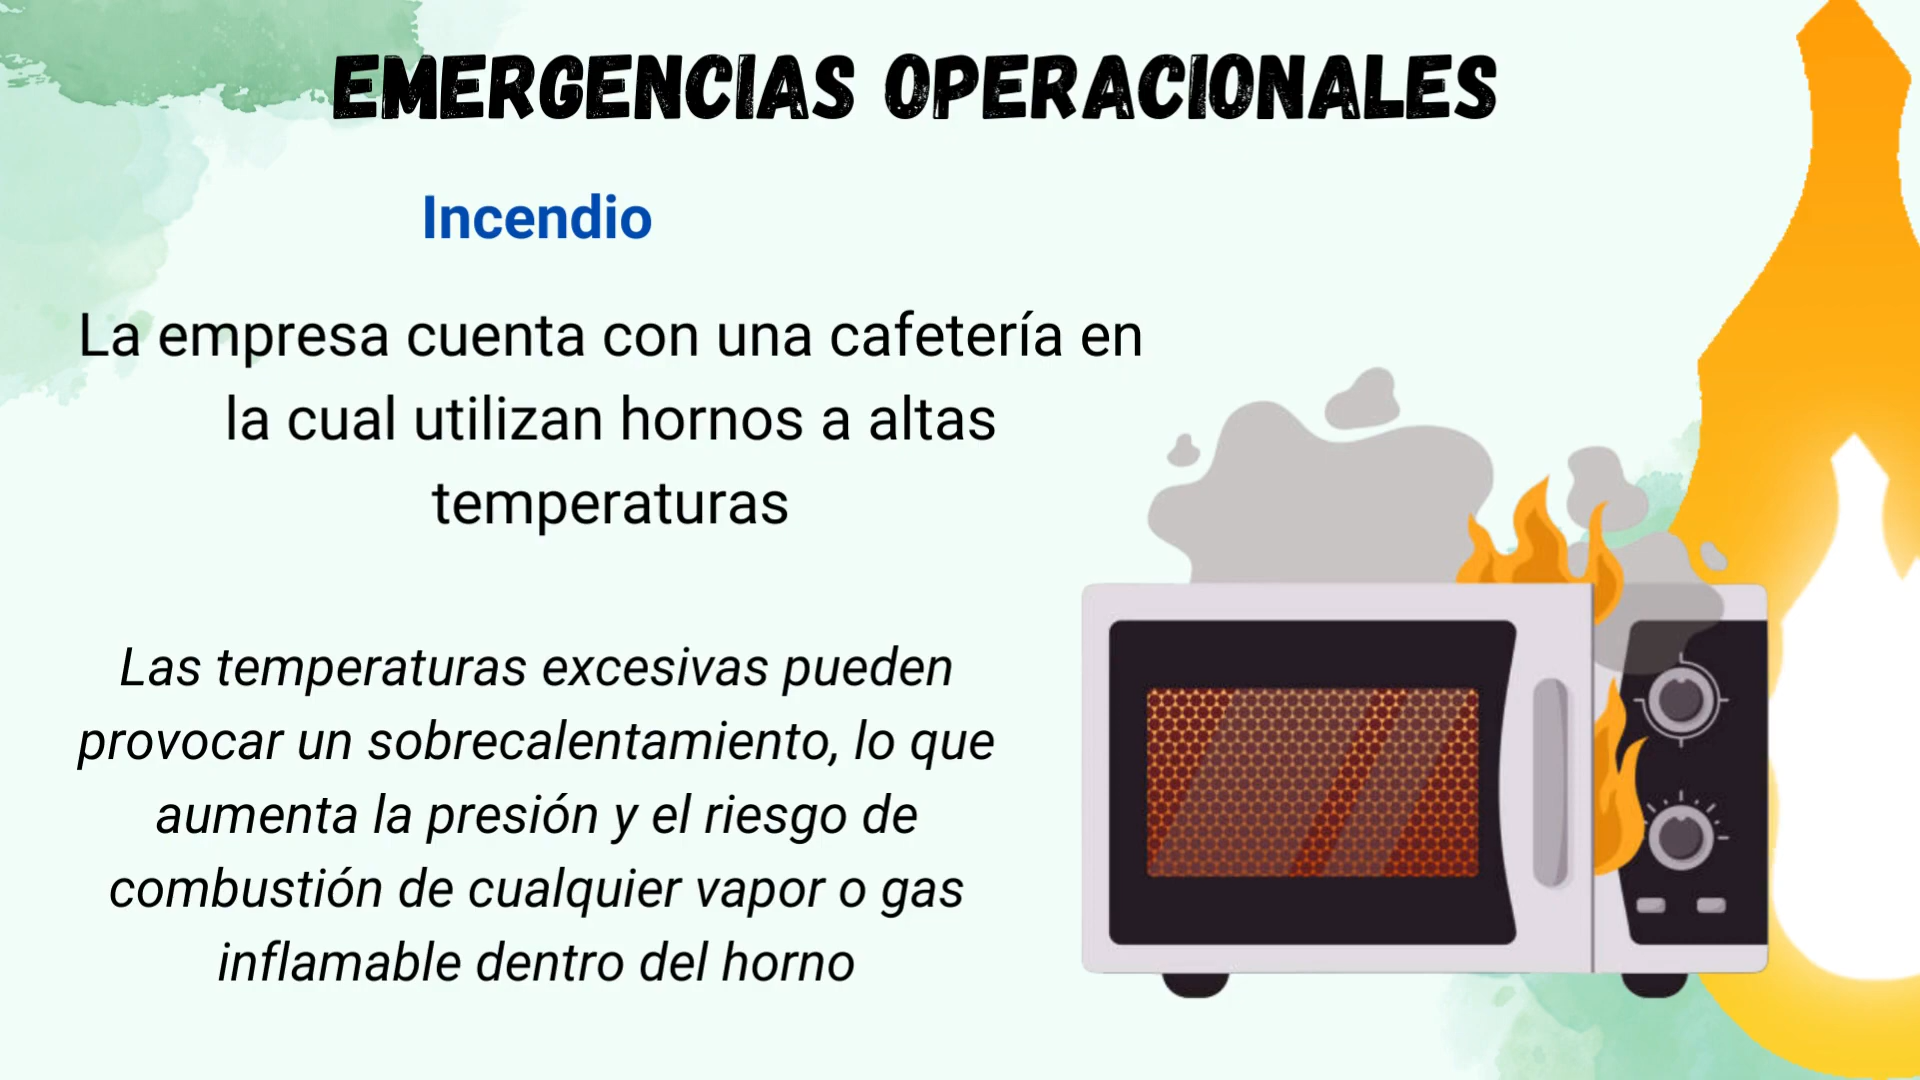 EMERGENCIAS OPERACIONALES
Incendio
La empresa cuenta con una cafetería en
la cual utilizan hornos a altas
temperaturas
Las temperaturas excesivas pueden
provocar un sobrecalentamiento, lo que
aumenta la presión y el riesgo de
combustión de cualquier vapor o gas
inflamable dentro del horno